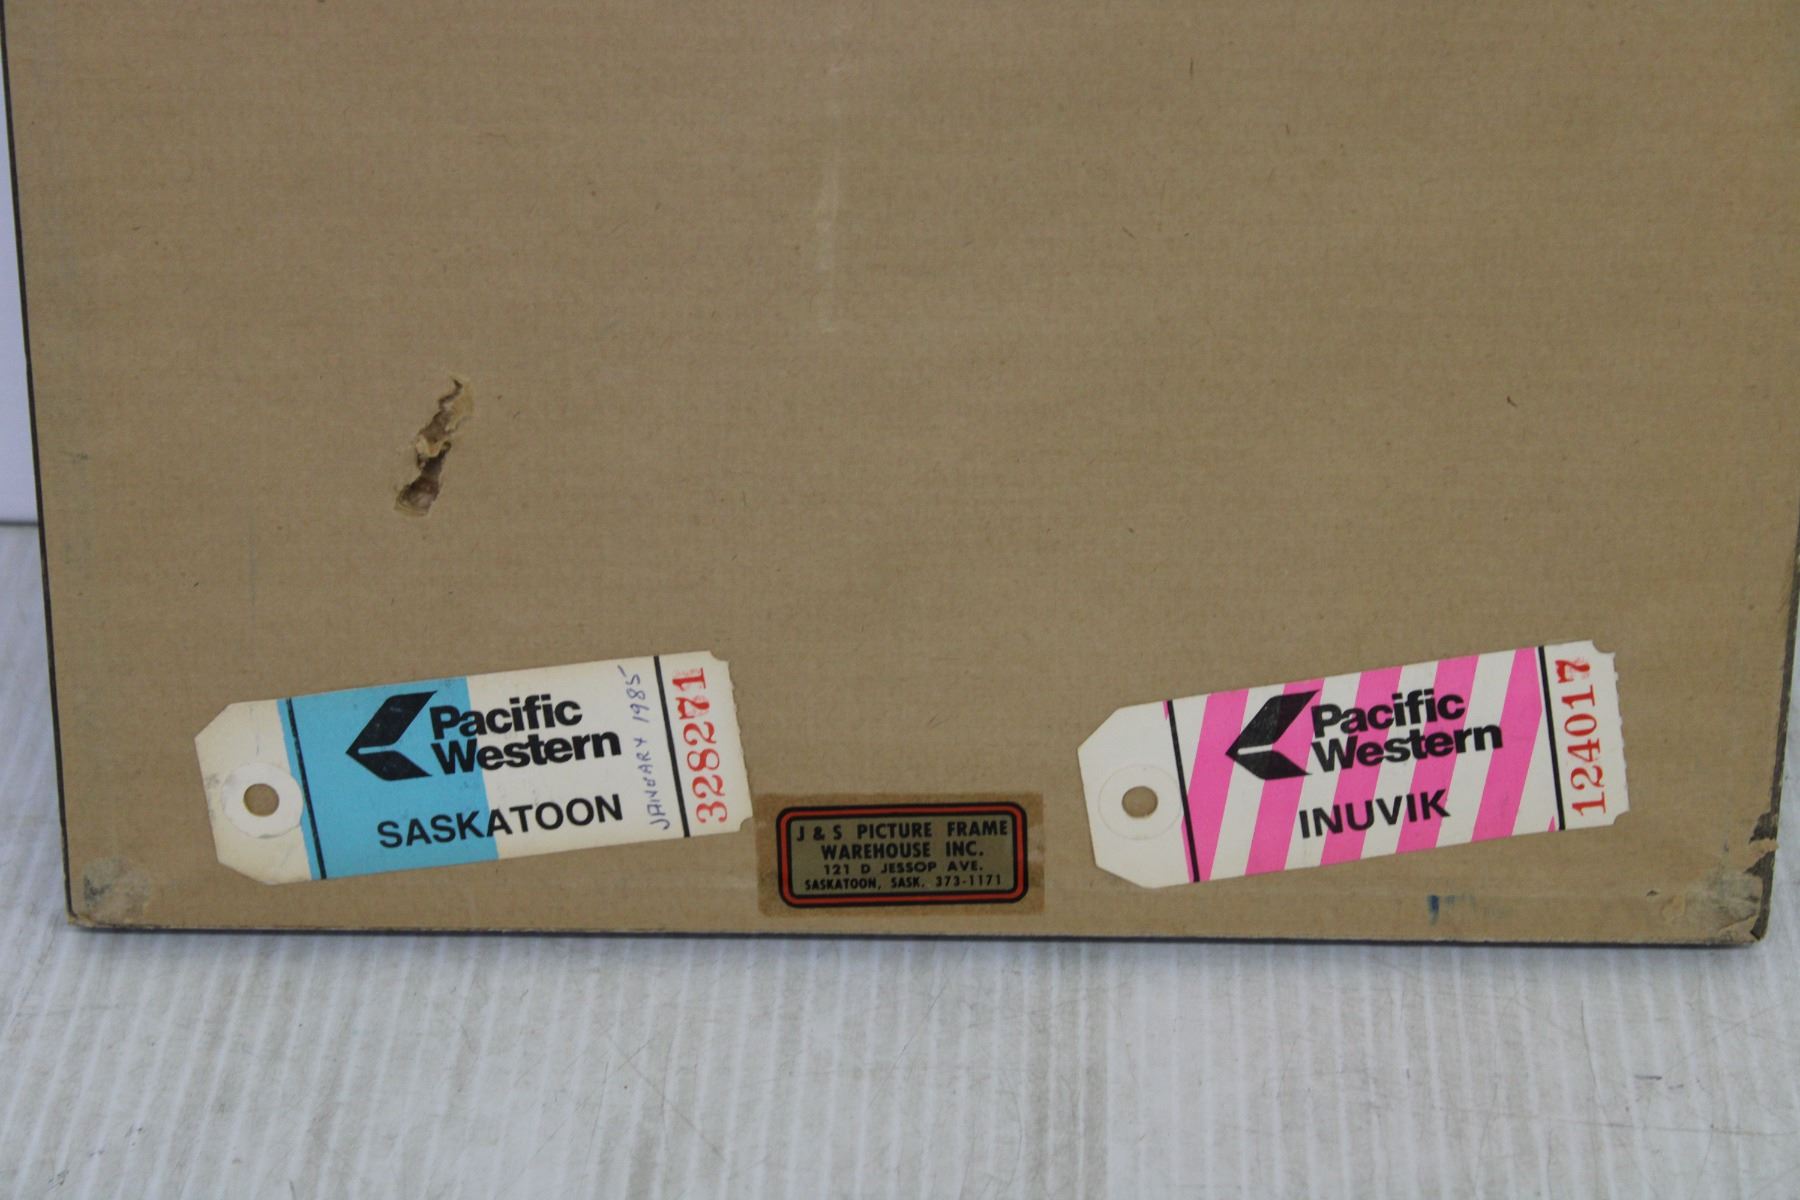 Pacific
Western
SASKATOON
JANUARY 1985
328271
J & S PICTURE FRAME
WAREHOUSE INC.
121 D JESSOP AVE.
SASKATOON, SASK. 373-1171
Pacific
Western
INUVIK
124017